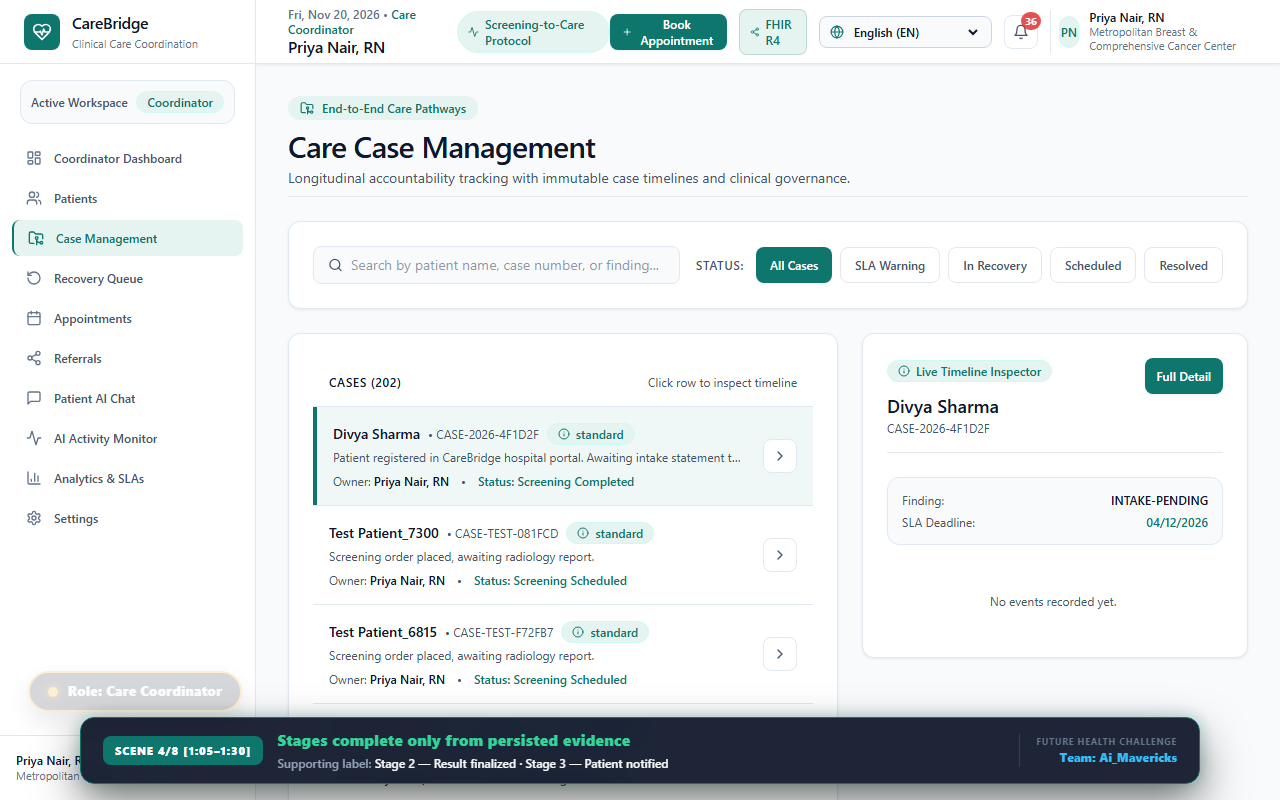 CareBridge
Clinical Care Coordination
Fri, Nov 20, 2026 • Care Coordinator
Priya Nair, RN
Screening-to-Care Protocol
+ Book Appointment
FHIR R4
English (EN)
36
PN
Priya Nair, RN
Metropolitan Breast & Comprehensive Cancer Center
Active Workspace
Coordinator
Coordinator Dashboard
Patients
Case Management
Recovery Queue
Appointments
Referrals
Patient AI Chat
AI Activity Monitor
Analytics & SLAs
Settings
Role: Care Coordinator
Priya Nair, R
Metropolitan
End-to-End Care Pathways
Care Case Management
Longitudinal accountability tracking with immutable case timelines and clinical governance.
Search by patient name, case number, or finding...
STATUS:
All Cases
SLA Warning
In Recovery
Scheduled
Resolved
CASES (202)
Click row to inspect timeline
Divya Sharma • CASE-2026-4F1D2F standard
Patient registered in CareBridge hospital portal. Awaiting intake statement t...
Owner: Priya Nair, RN • Status: Screening Completed
Test Patient_7300 • CASE-TEST-081FCD standard
Screening order placed, awaiting radiology report.
Owner: Priya Nair, RN • Status: Screening Scheduled
Test Patient_6815 • CASE-TEST-F72FB7 standard
Screening order placed, awaiting radiology report.
Owner: Priya Nair, RN • Status: Screening Scheduled
Live Timeline Inspector
Full Detail
Divya Sharma
CASE-2026-4F1D2F
Finding: INTAKE-PENDING
SLA Deadline: 04/12/2026
No events recorded yet.
SCENE 4/8 [1:05–1:30]
Stages complete only from persisted evidence
Supporting label: Stage 2 — Result finalized · Stage 3 — Patient notified
FUTURE HEALTH CHALLENGE
Team: Ai_Mavericks